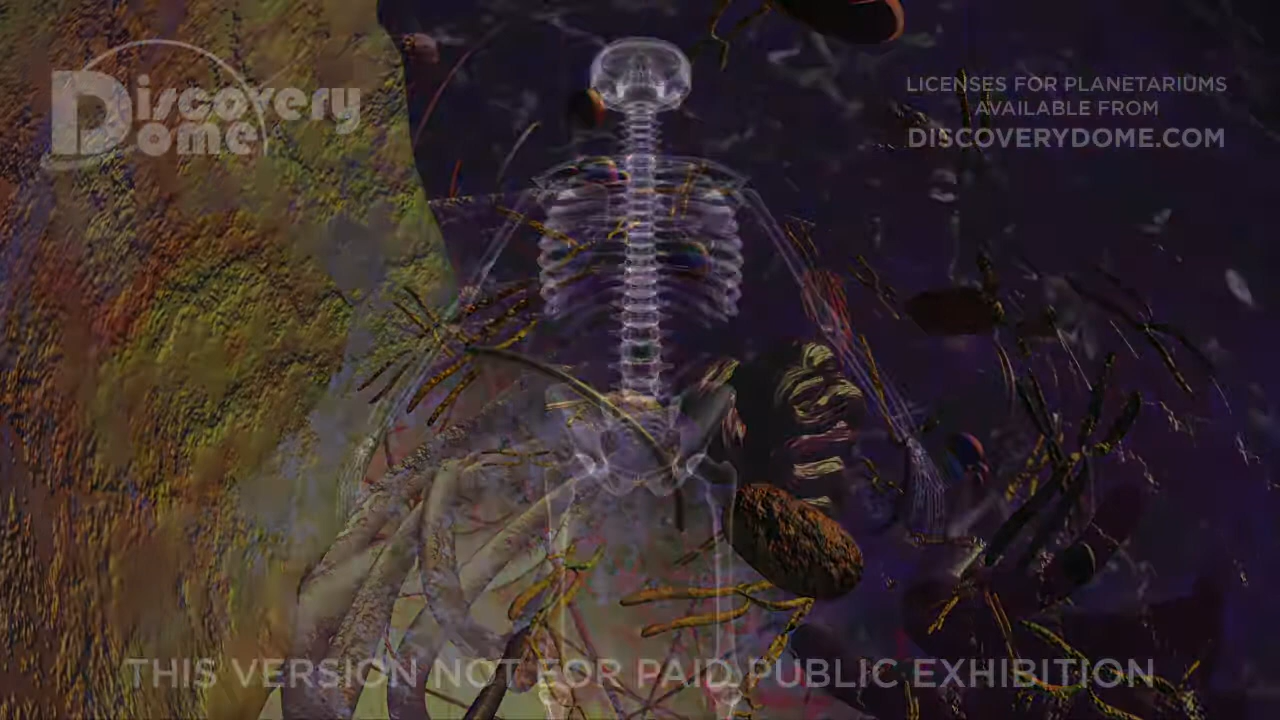 Discovery
Dome
LICENSES FOR PLANETARIUMS
AVAILABLE FROM
DISCOVERYDOME.COM
THIS VERSION NOT FOR PAID PUBLIC EXHIBITION